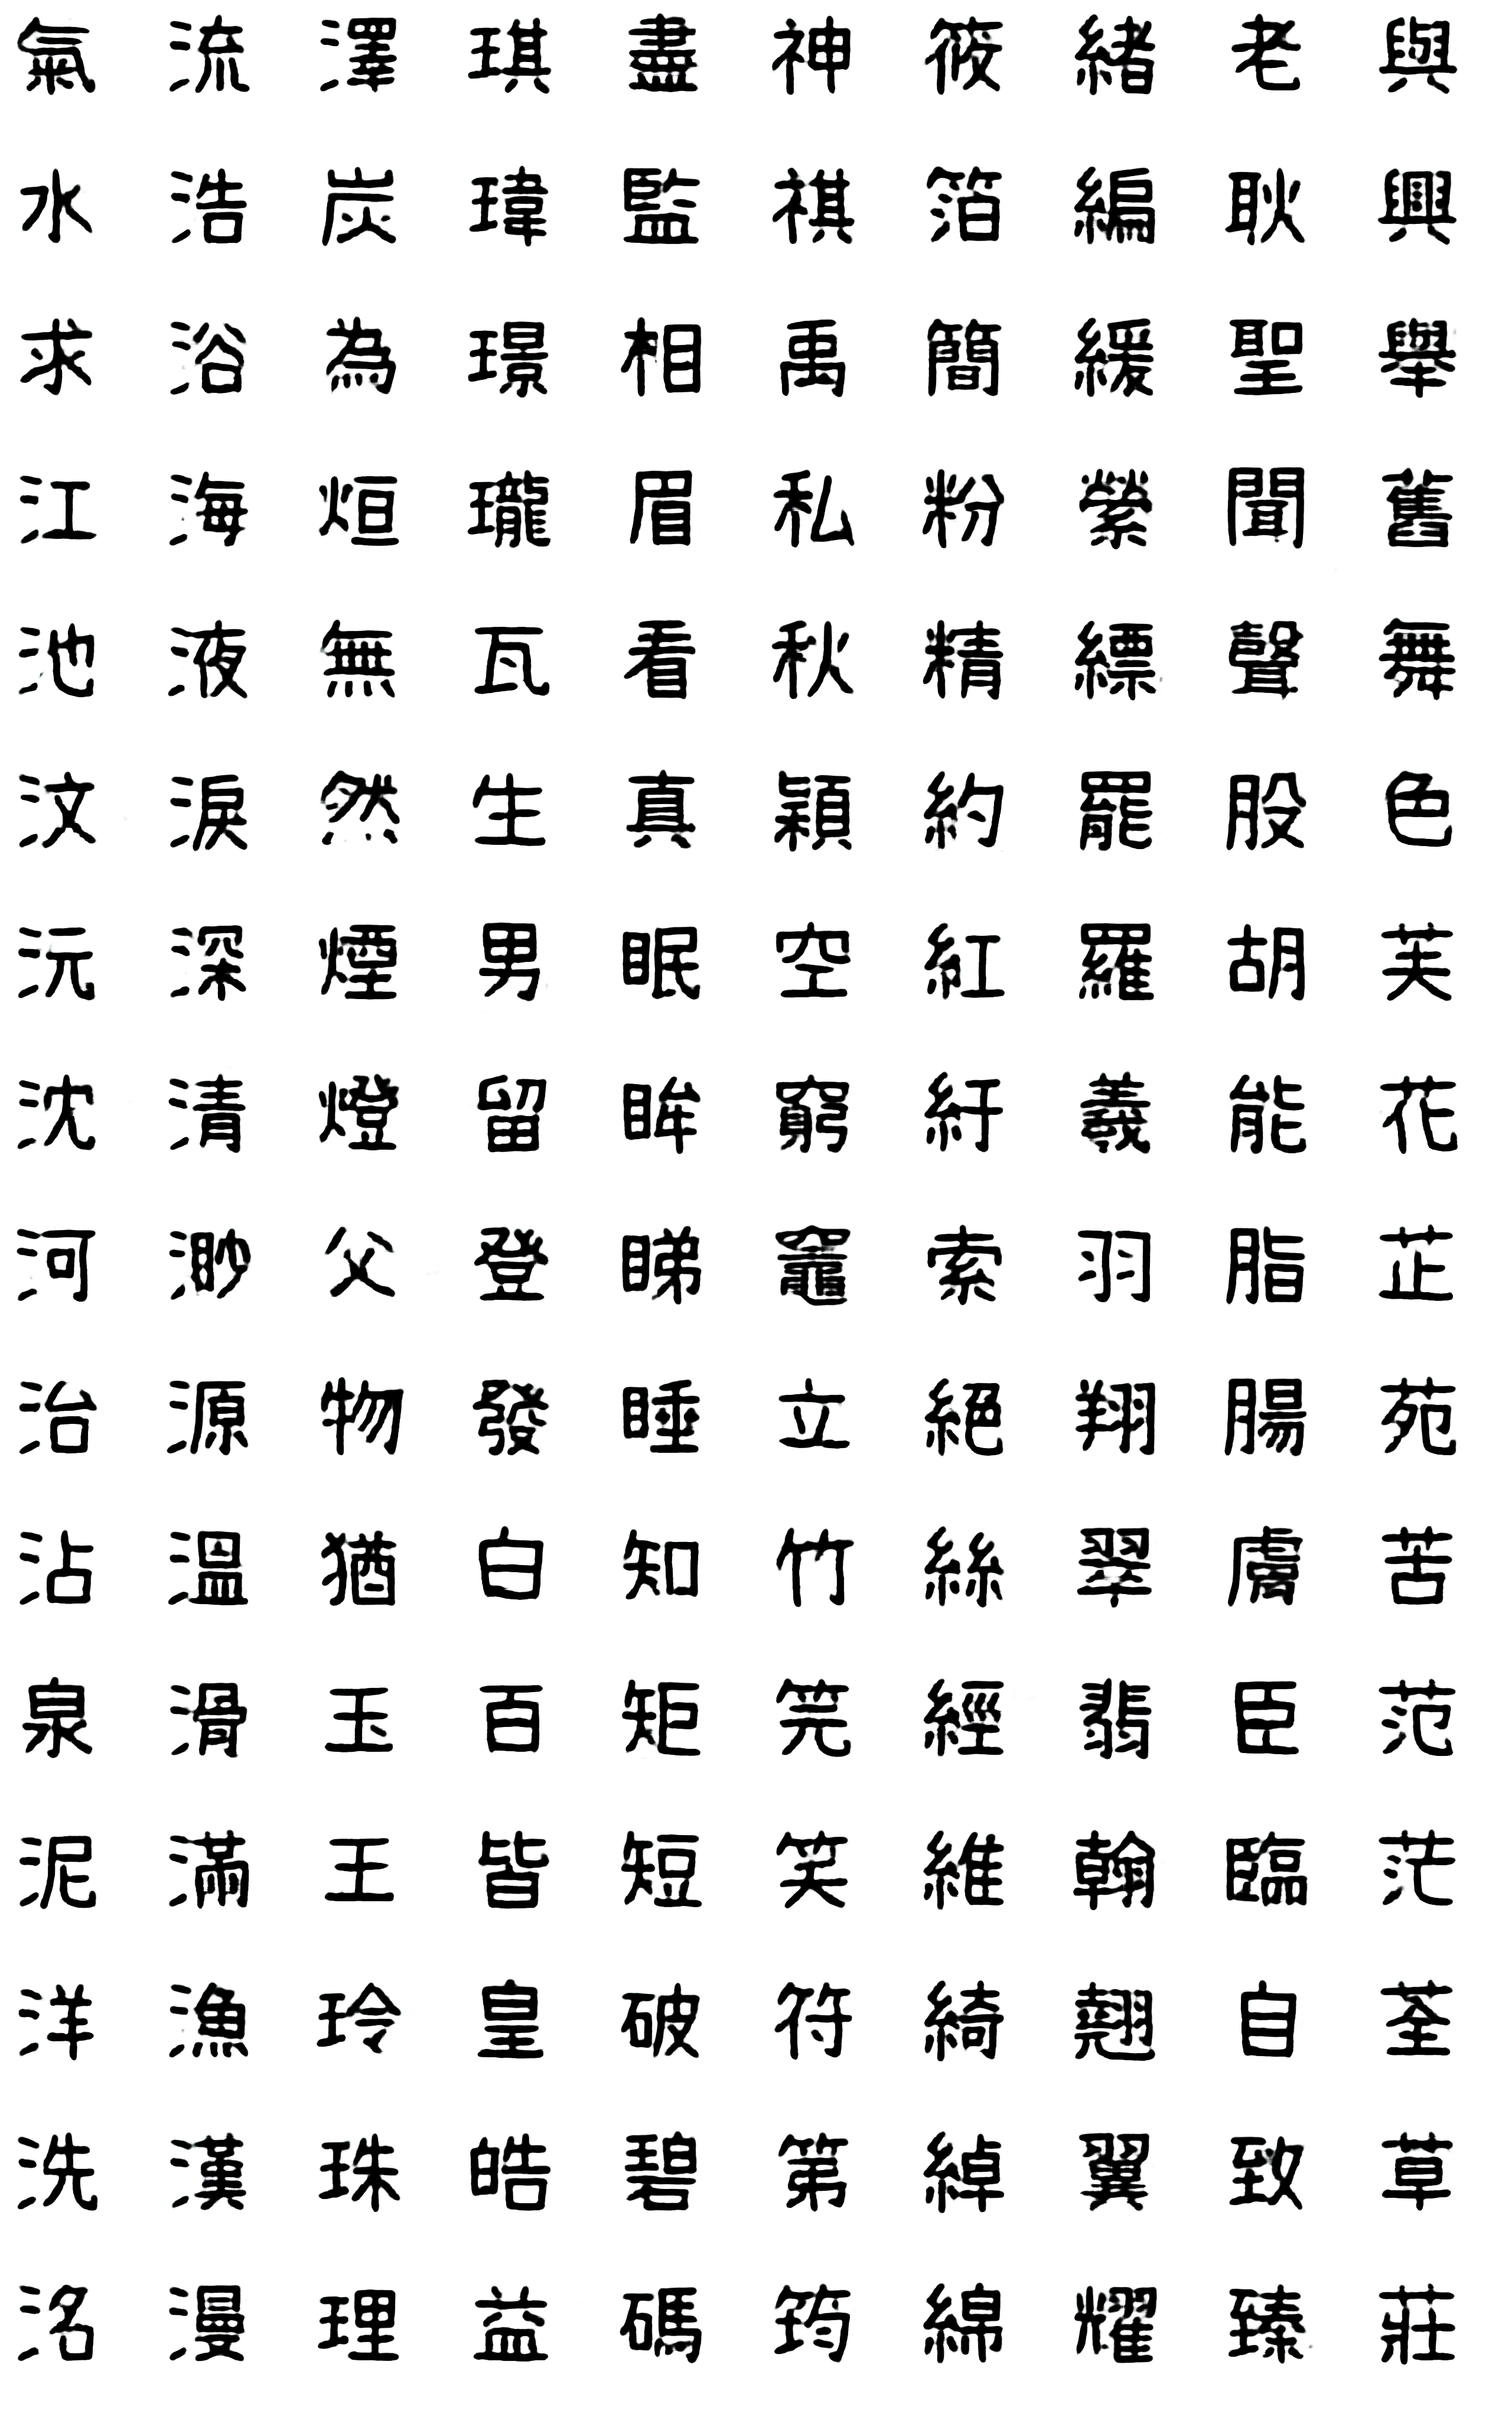 氣 流 澤 琪 盡 神 筱 緒 老 與
水 浩 炭 瑋 監 祺 箔 編 耿 興
求 浴 為 璟 相 禹 簡 緩 聖 舉
江 海 烜 瓏 眉 私 粉 縈 聞 舊
池 液 無 瓦 看 秋 精 縹 聲 舞
汶 淚 然 生 真 穎 約 罷 股 色
沅 深 煙 男 眠 空 紅 羅 胡 芙
沈 清 燈 留 眸 窮 紆 羲 能 花
河 渺 父 登 睇 竈 索 羽 脂 芷
治 源 物 發 睡 立 絕 翔 腸 苑
沾 溫 猶 白 知 竹 絲 翠 膚 苦
泉 滑 玉 百 矩 筦 經 翡 臣 范
泥 滿 王 皆 短 笑 維 翰 臨 茫
洋 漁 玲 皇 破 符 綺 翹 自 荃
洗 漢 珠 皓 碧 第 綽 翼 致 草
洺 漫 理 益 碼 筠 綿 耀 臻 莊